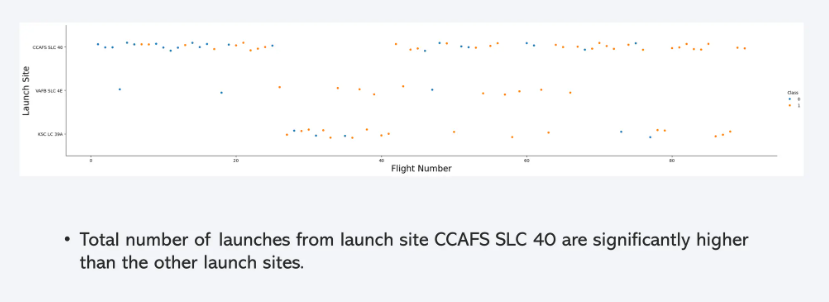 Launch Site
CCAFS SLC 40
VAFB SLC 4E
KSC LC 39A
0 20 40 60 80
Flight Number
Class
0
1
• Total number of launches from launch site CCAFS SLC 40 are significantly higher
than the other launch sites.